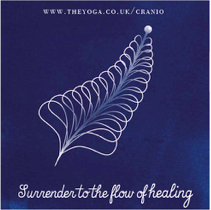 WWW.THEYOGA.CO.UK/CRANIO
Surrender to the flow of healing